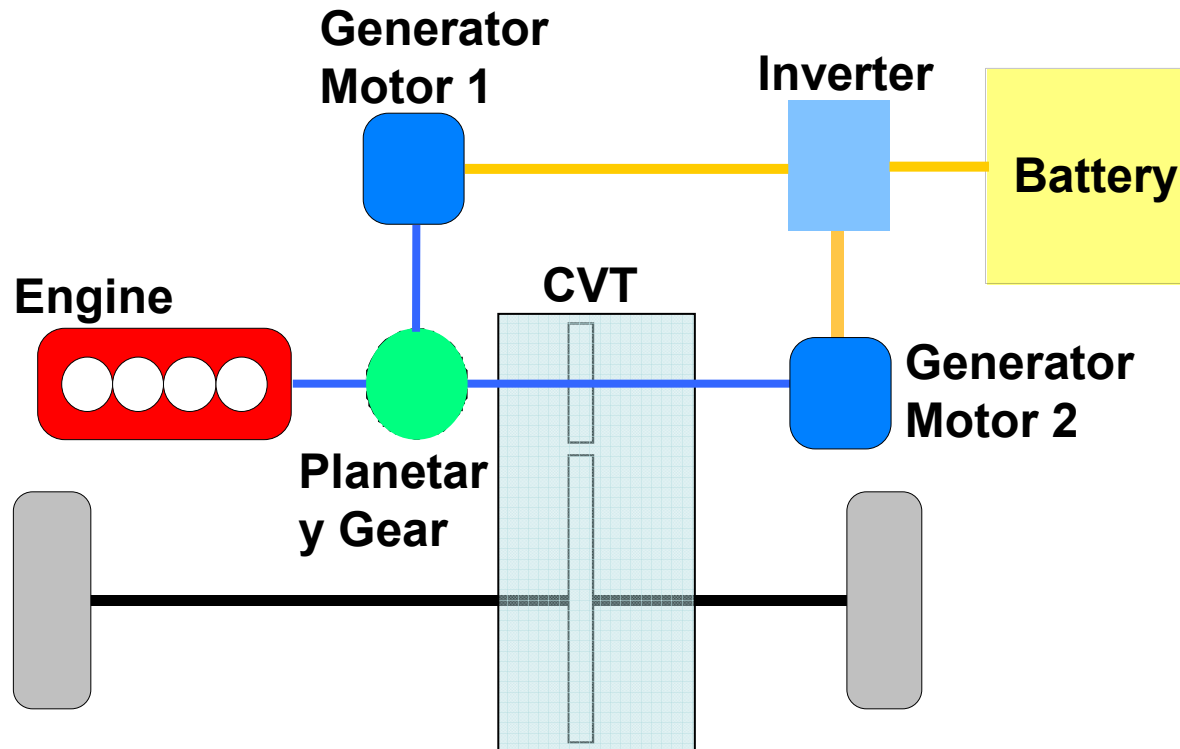 Generator
Motor 1
Inverter
Battery
Engine
CVT
Generator
Motor 2
Planetar
y Gear